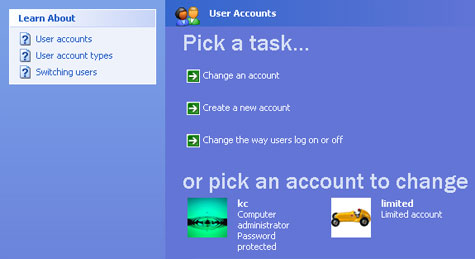 Learn About
User accounts
User account types
Switching users
User Accounts
Pick a task...
Change an account
Create a new account
Change the way users log on or off
or pick an account to change
kc
Computer
administrator
Password
protected
limited
Limited account